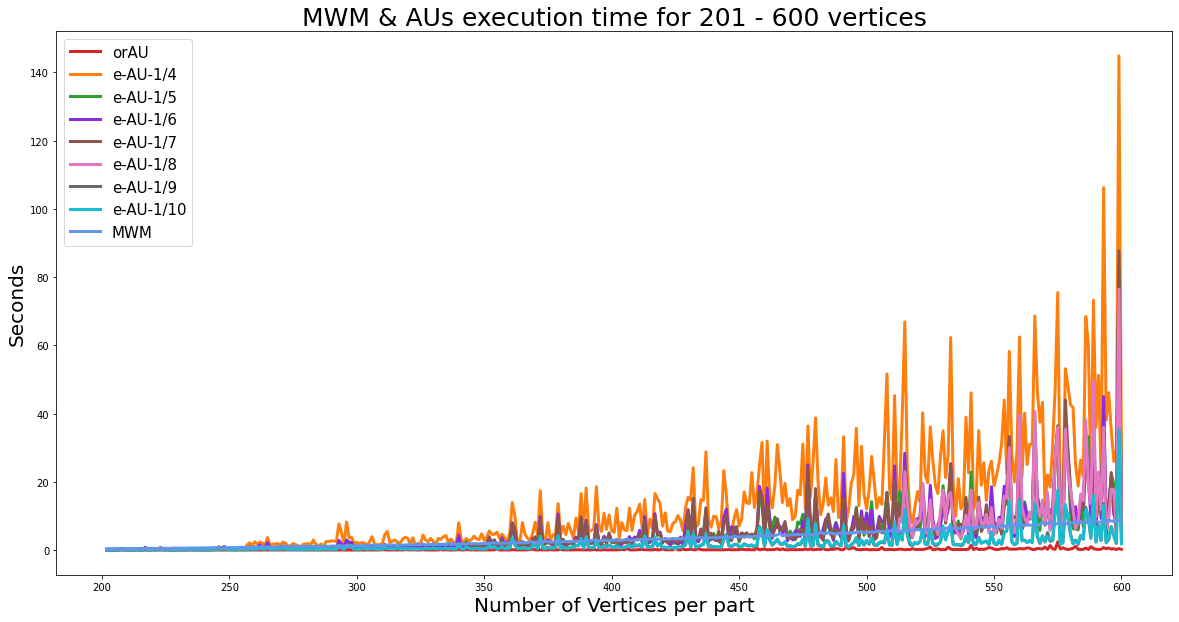 MWM & AUs execution time for 201 - 600 vertices
orAU
e-AU-1/4
e-AU-1/5
e-AU-1/6
e-AU-1/7
e-AU-1/8
e-AU-1/9
e-AU-1/10
MWM
Seconds
140
120
100
80
60
40
20
0
200 250 300 350 400 450 500 550 600
Number of Vertices per part